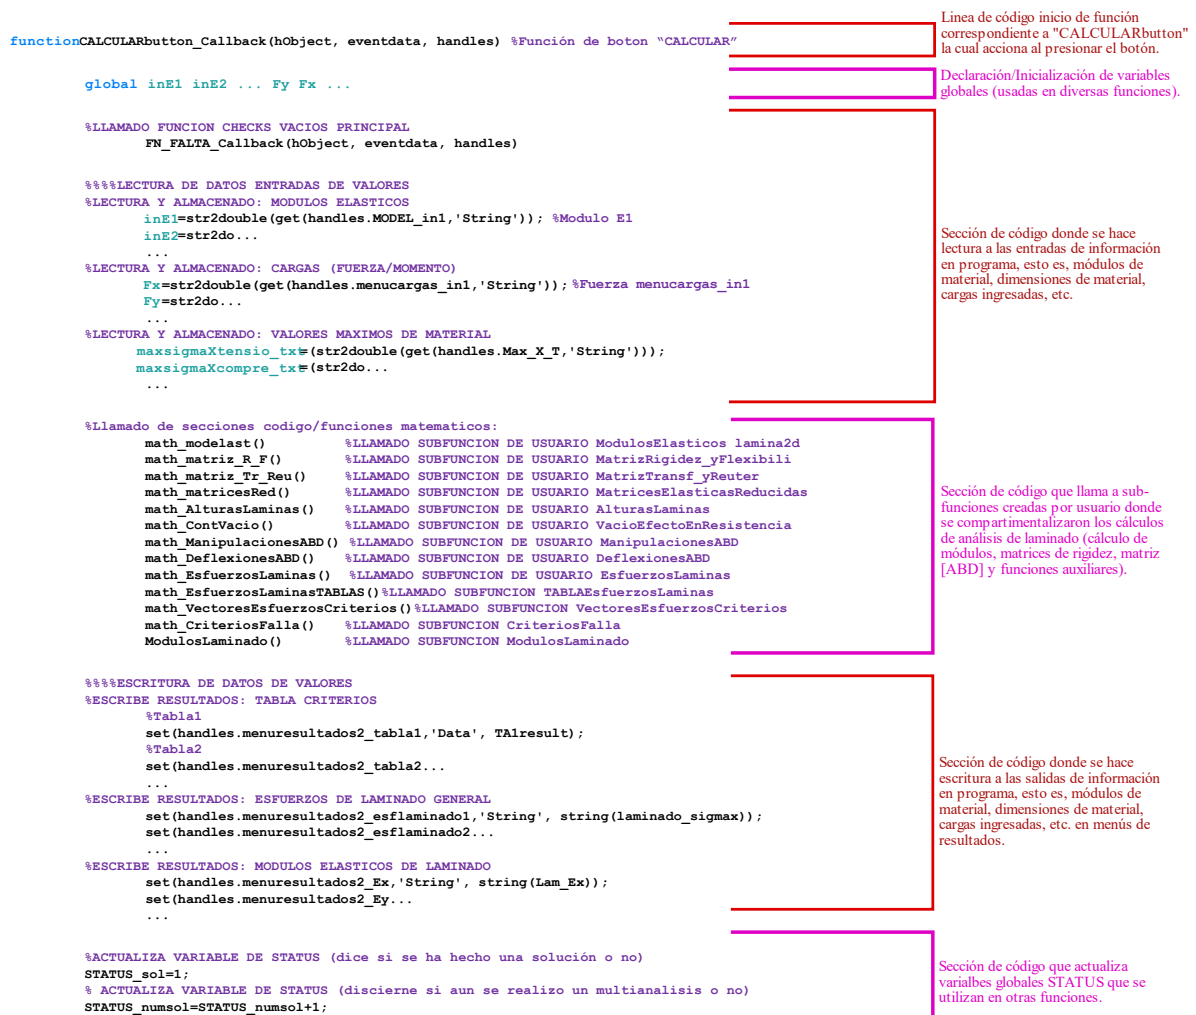 Linea de código inicio de función
correspondiente a "CALCULARbutton"
la cual acciona al presionar el botón.
functionCALCULARbutton_Callback(hObject, eventdata, handles) %Función de boton “CALCULAR”
Declaración/Inicialización de variables
globales (usadas en diversas funciones).
global inE1 inE2 ... Fy Fx ...
%LLAMADO FUNCION CHECKS VACIOS PRINCIPAL
FN_FALTA_Callback(hObject, eventdata, handles)
%%%%LECTURA DE DATOS ENTRADAS DE VALORES
%LECTURA Y ALMACENADO: MODULOS ELASTICOS
inE1=str2double(get(handles.MODEL_in1,'String')); %Modulo E1
inE2=str2do...
...
%LECTURA Y ALMACENADO: CARGAS (FUERZA/MOMENTO)
Fx=str2double(get(handles.menucargas_in1,'String')); %Fuerza menucargas_in1
Fy=str2do...
...
%LECTURA Y ALMACENADO: VALORES MAXIMOS DE MATERIAL
maxsigmaXtensio_txt=(str2double(get(handles.Max_X_T,'String')));
maxsigmaXcompre_txt=(str2do...
...
Sección de código donde se hace
lectura a las entradas de información
en programa, esto es, módulos de
material, dimensiones de material,
cargas ingresadas, etc.
%Llamado de secciones codigo/funciones matematicos:
math_modelast() %LLAMADO SUBFUNCION DE USUARIO ModulosElasticos lamina2d
math_matriz_R_F() %LLAMADO SUBFUNCION DE USUARIO MatrizRigidez_yFlexibili
math_matriz_Tr_Reu() %LLAMADO SUBFUNCION DE USUARIO MatrizTransf_yReuter
math_matricesRed() %LLAMADO SUBFUNCION DE USUARIO MatricesElasticasReducidas
math_AlturasLaminas() %LLAMADO SUBFUNCION DE USUARIO AlturasLaminas
math_ContVacio() %LLAMADO SUBFUNCION DE USUARIO VacioEfectoEnResistencia
math_ManipulacionesABD() %LLAMADO SUBFUNCION DE USUARIO ManipulacionesABD
math_DeflexionesABD() %LLAMADO SUBFUNCION DE USUARIO DeflexionesABD
math_EsfuerzosLaminas() %LLAMADO SUBFUNCION DE USUARIO EsfuerzosLaminas
math_EsfuerzosLaminasTABLAS()%LLAMADO SUBFUNCION TABLAEsfuerzosLaminas
math_VectoresEsfuerzosCriterios()%LLAMADO SUBFUNCION VectoresEsfuerzosCriterios
math_CriteriosFalla() %LLAMADO SUBFUNCION CriteriosFalla
ModulosLaminado() %LLAMADO SUBFUNCION ModulosLaminado
Sección de código que llama a sub-
funciones creadas por usuario donde
se compartimentalizaron los cálculos
de análisis de laminado (cálculo de
módulos, matrices de rigidez, matriz
[ABD] y funciones auxiliares).
%%%%ESCRITURA DE DATOS DE VALORES
%ESCRIBE RESULTADOS: TABLA CRITERIOS
%Tabla1
set(handles.menuresultados2_tabla1,'Data', TA1result);
%Tabla2
set(handles.menuresultados2_tabla2...
...
%ESCRIBE RESULTADOS: ESFUERZOS DE LAMINADO GENERAL
set(handles.menuresultados2_esflaminado1,'String', string(laminado_sigmax));
set(handles.menuresultados2_esflaminado2...
...
%ESCRIBE RESULTADOS: MODULOS ELASTICOS DE LAMINADO
set(handles.menuresultados2_Ex,'String', string(Lam_Ex));
set(handles.menuresultados2_Ey...
...
Sección de código donde se hace
escritura a las salidas de información
en programa, esto es, módulos de
material, dimensiones de material,
cargas ingresadas, etc. en menús de
resultados.
%ACTUALIZA VARIABLE DE STATUS (dice si se ha hecho una solución o no)
STATUS_sol=1;
% ACTUALIZA VARIABLE DE STATUS (discierne si aun se realizo un multianalisis o no)
STATUS_numsol=STATUS_numsol+1;
Sección de código que actualiza
varialbes globales STATUS que se
utilizan en otras funciones.